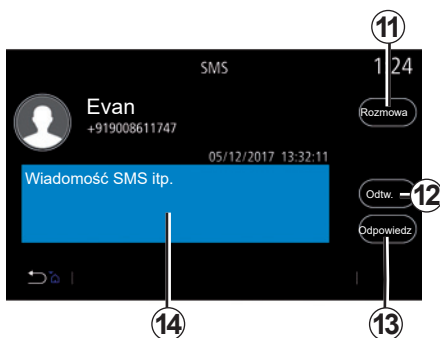 11
SMS
1 24
Evan
+919008611747
Rozmowa
05/12/2017 13:32:11
Wiadomość SMS itp.
Odtw.
12
Odpowiedz
14
13